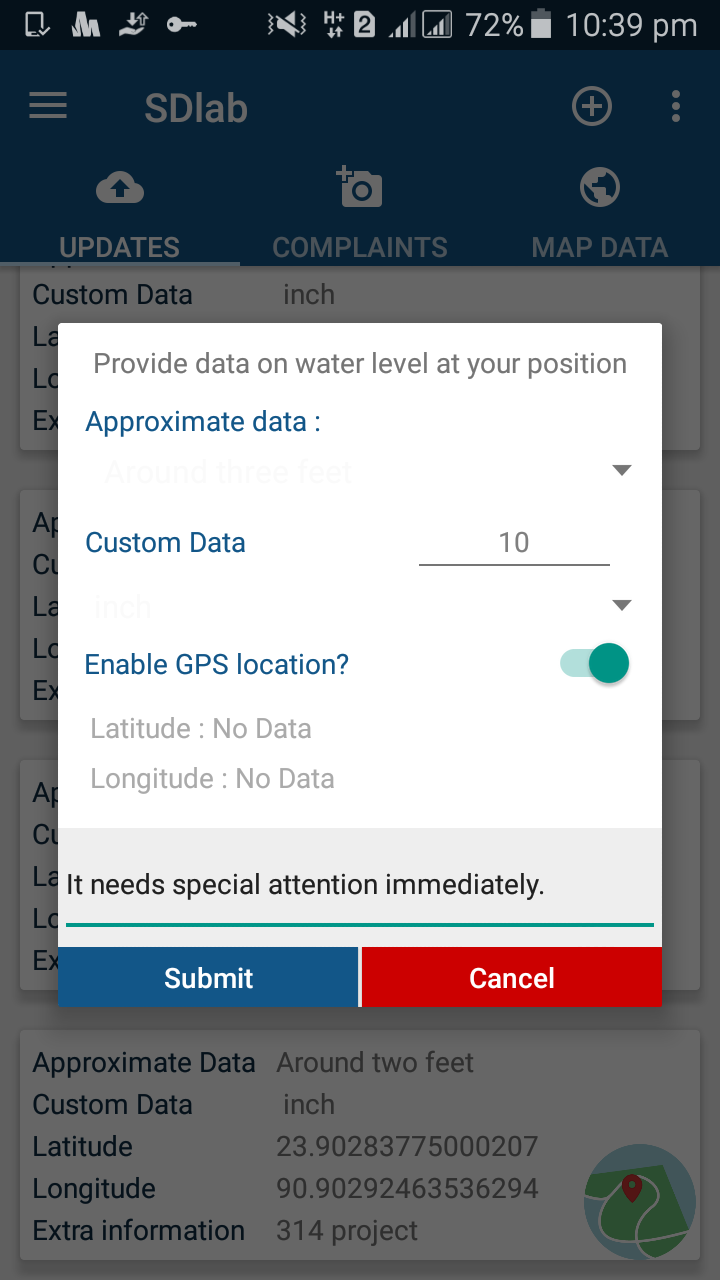 H+ 2 72% 10:39 pm
SDlab
UPDATES COMPLAINTS MAP DATA
Custom Data inch
La
Lo
Ex
Provide data on water level at your position
Approximate data :
Around three feet
Ap
Custom Data 10
Cu
La
inch
Lo
Enable GPS location?
Ex
Latitude : No Data
Longitude : No Data
Ap
Cu
La
It needs special attention immediately.
Lo
Ex
Submit Cancel
Approximate Data Around two feet
Custom Data inch
Latitude 23.90283775000207
Longitude 90.90292463536294
Extra information 314 project